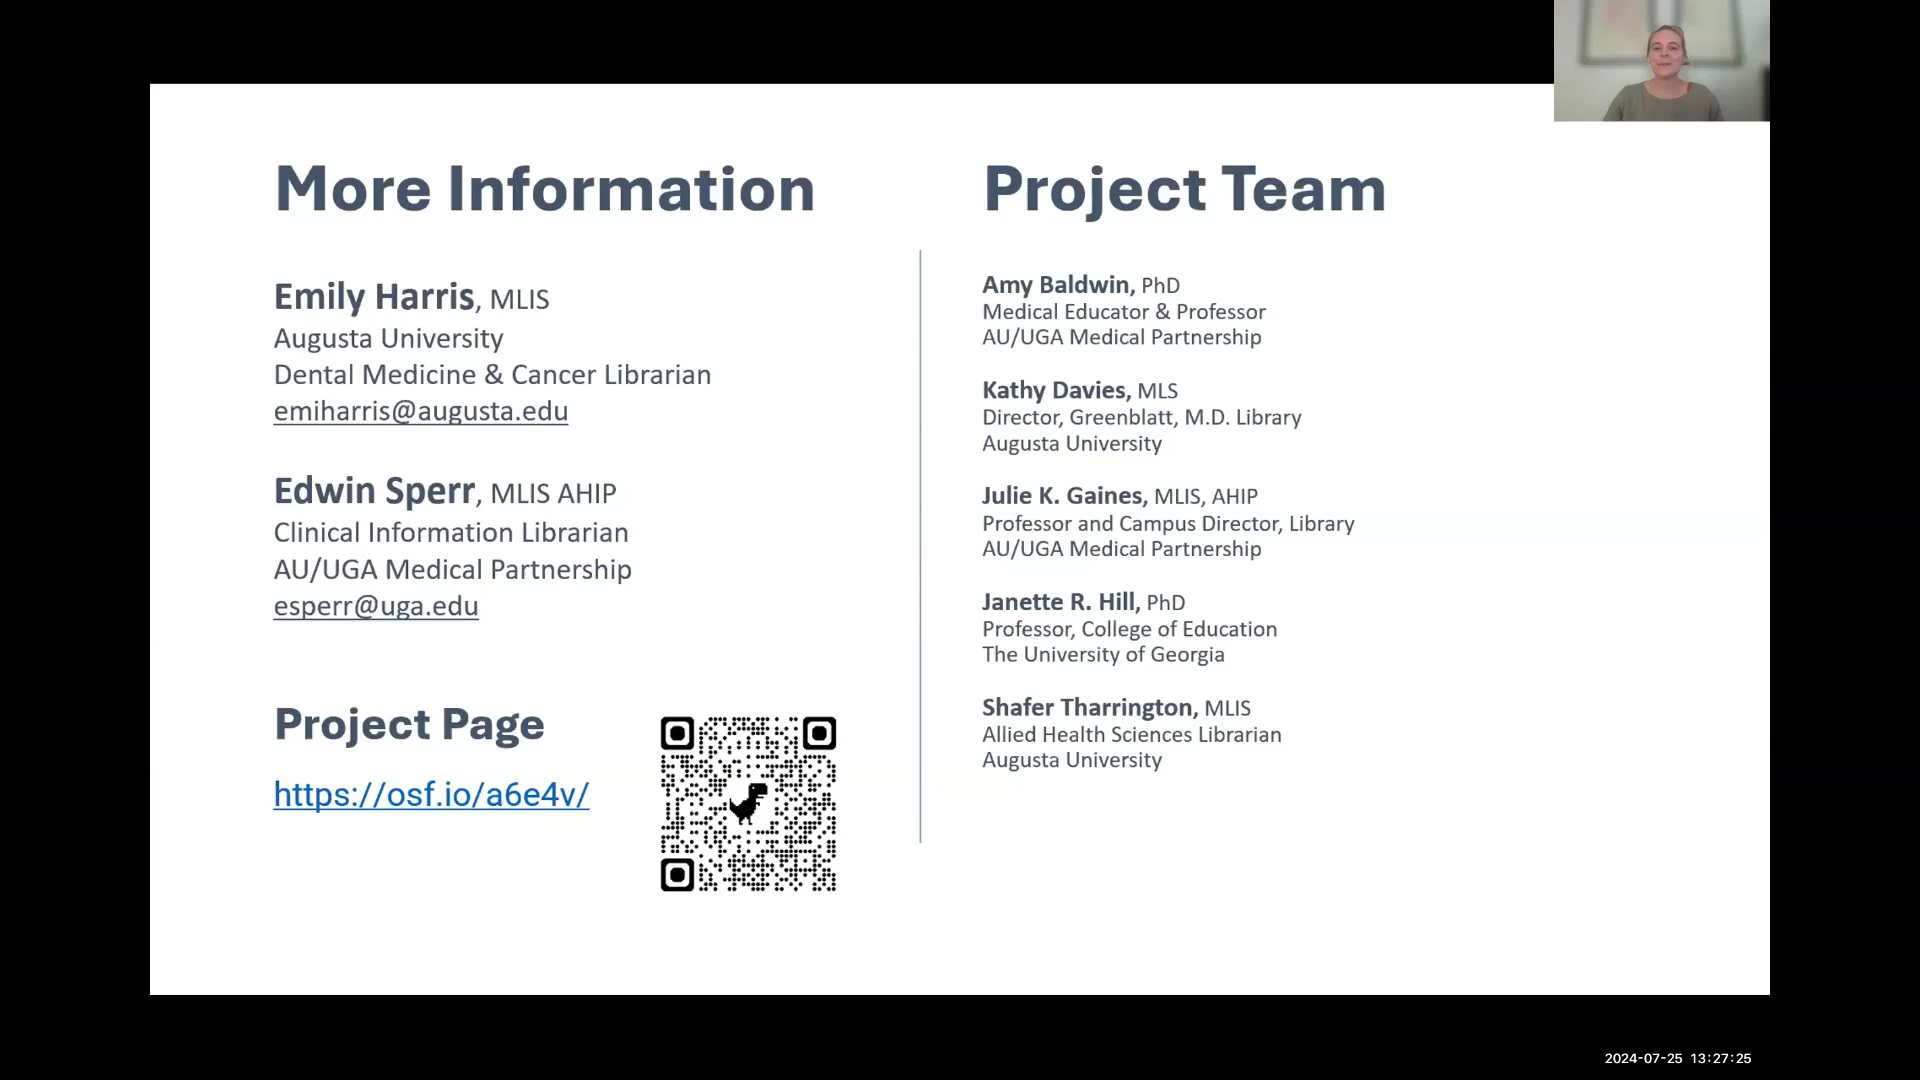 More Information
Emily Harris, MLIS
Augusta University
Dental Medicine & Cancer Librarian
emiharris@augusta.edu
Edwin Sperr, MLIS AHIP
Clinical Information Librarian
AU/UGA Medical Partnership
esperr@uga.edu
Project Page
https://osf.io/a6e4v/
Project Team
Amy Baldwin, PhD
Medical Educator & Professor
AU/UGA Medical Partnership
Kathy Davies, MLS
Director, Greenblatt, M.D. Library
Augusta University
Julie K. Gaines, MLIS, AHIP
Professor and Campus Director, Library
AU/UGA Medical Partnership
Janette R. Hill, PhD
Professor, College of Education
The University of Georgia
Shafer Tharrington, MLIS
Allied Health Sciences Librarian
Augusta University
2024-07-25 13:27:25